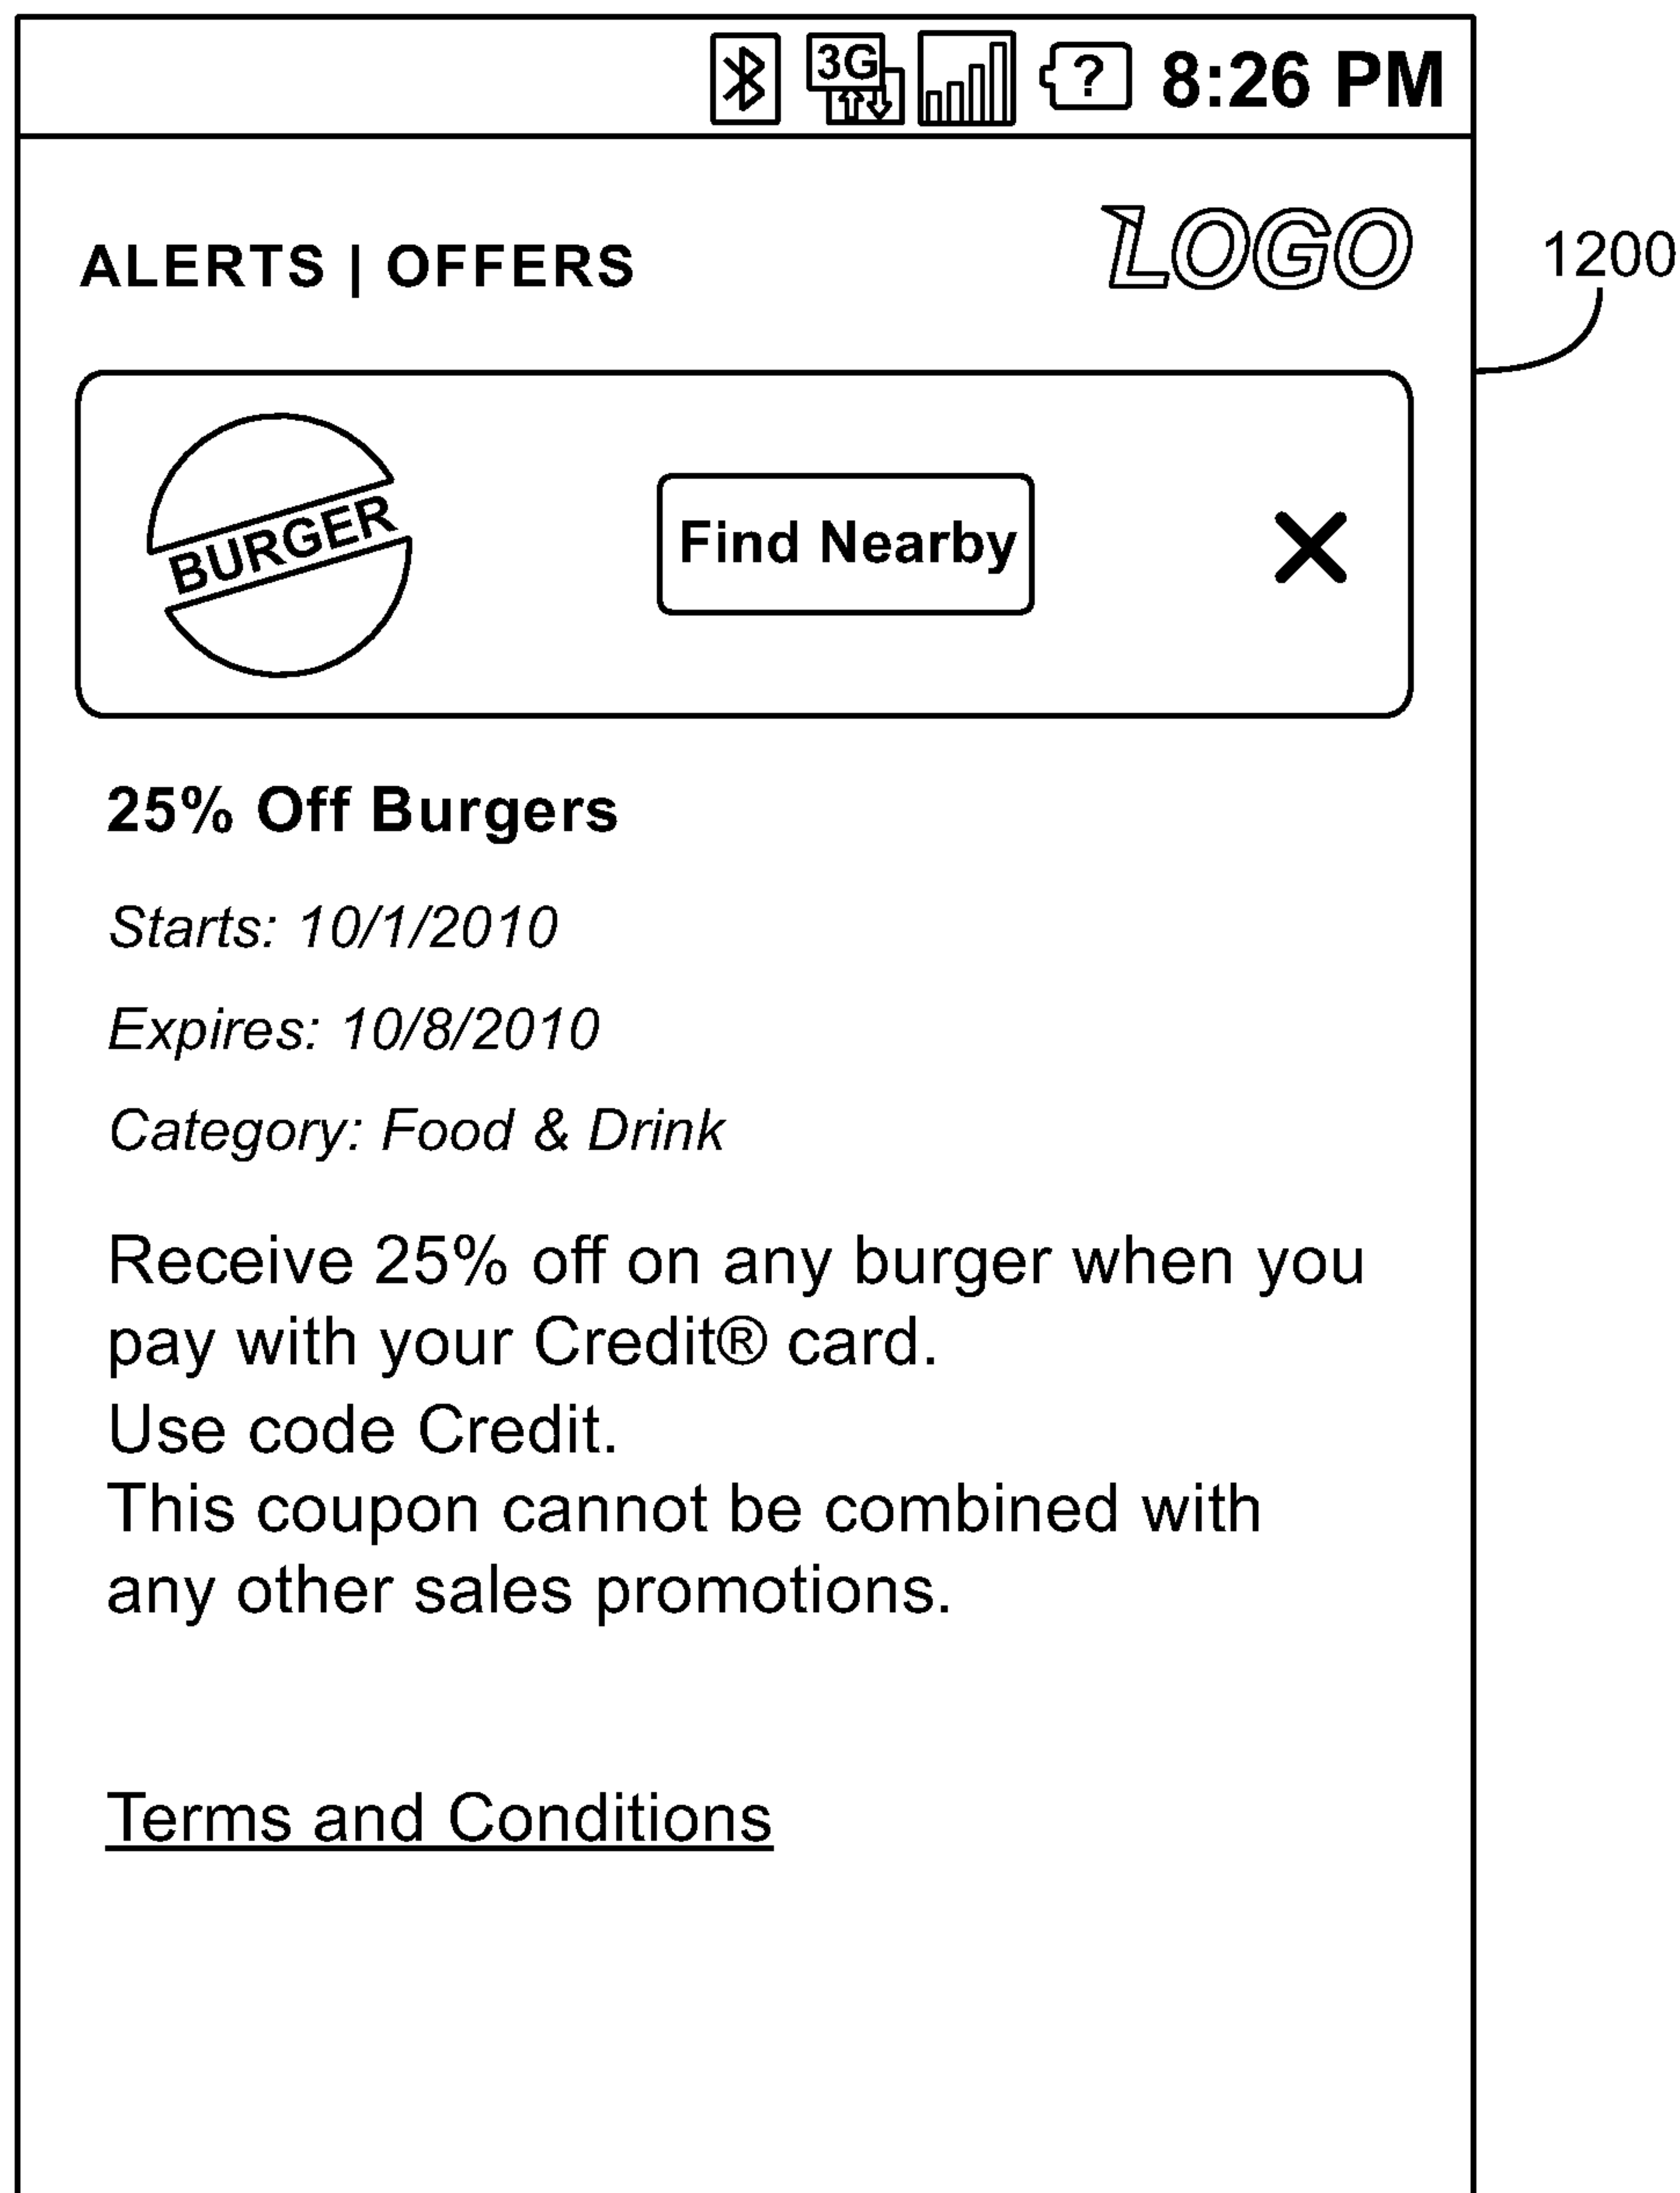 3G ? 8:26 PM
ALERTS | OFFERS
LOGO
1200
BURGER
Find Nearby
25% Off Burgers
Starts: 10/1/2010
Expires: 10/8/2010
Category: Food & Drink
Receive 25% off on any burger when you
pay with your Credit® card.
Use code Credit.
This coupon cannot be combined with
any other sales promotions.
Terms and Conditions